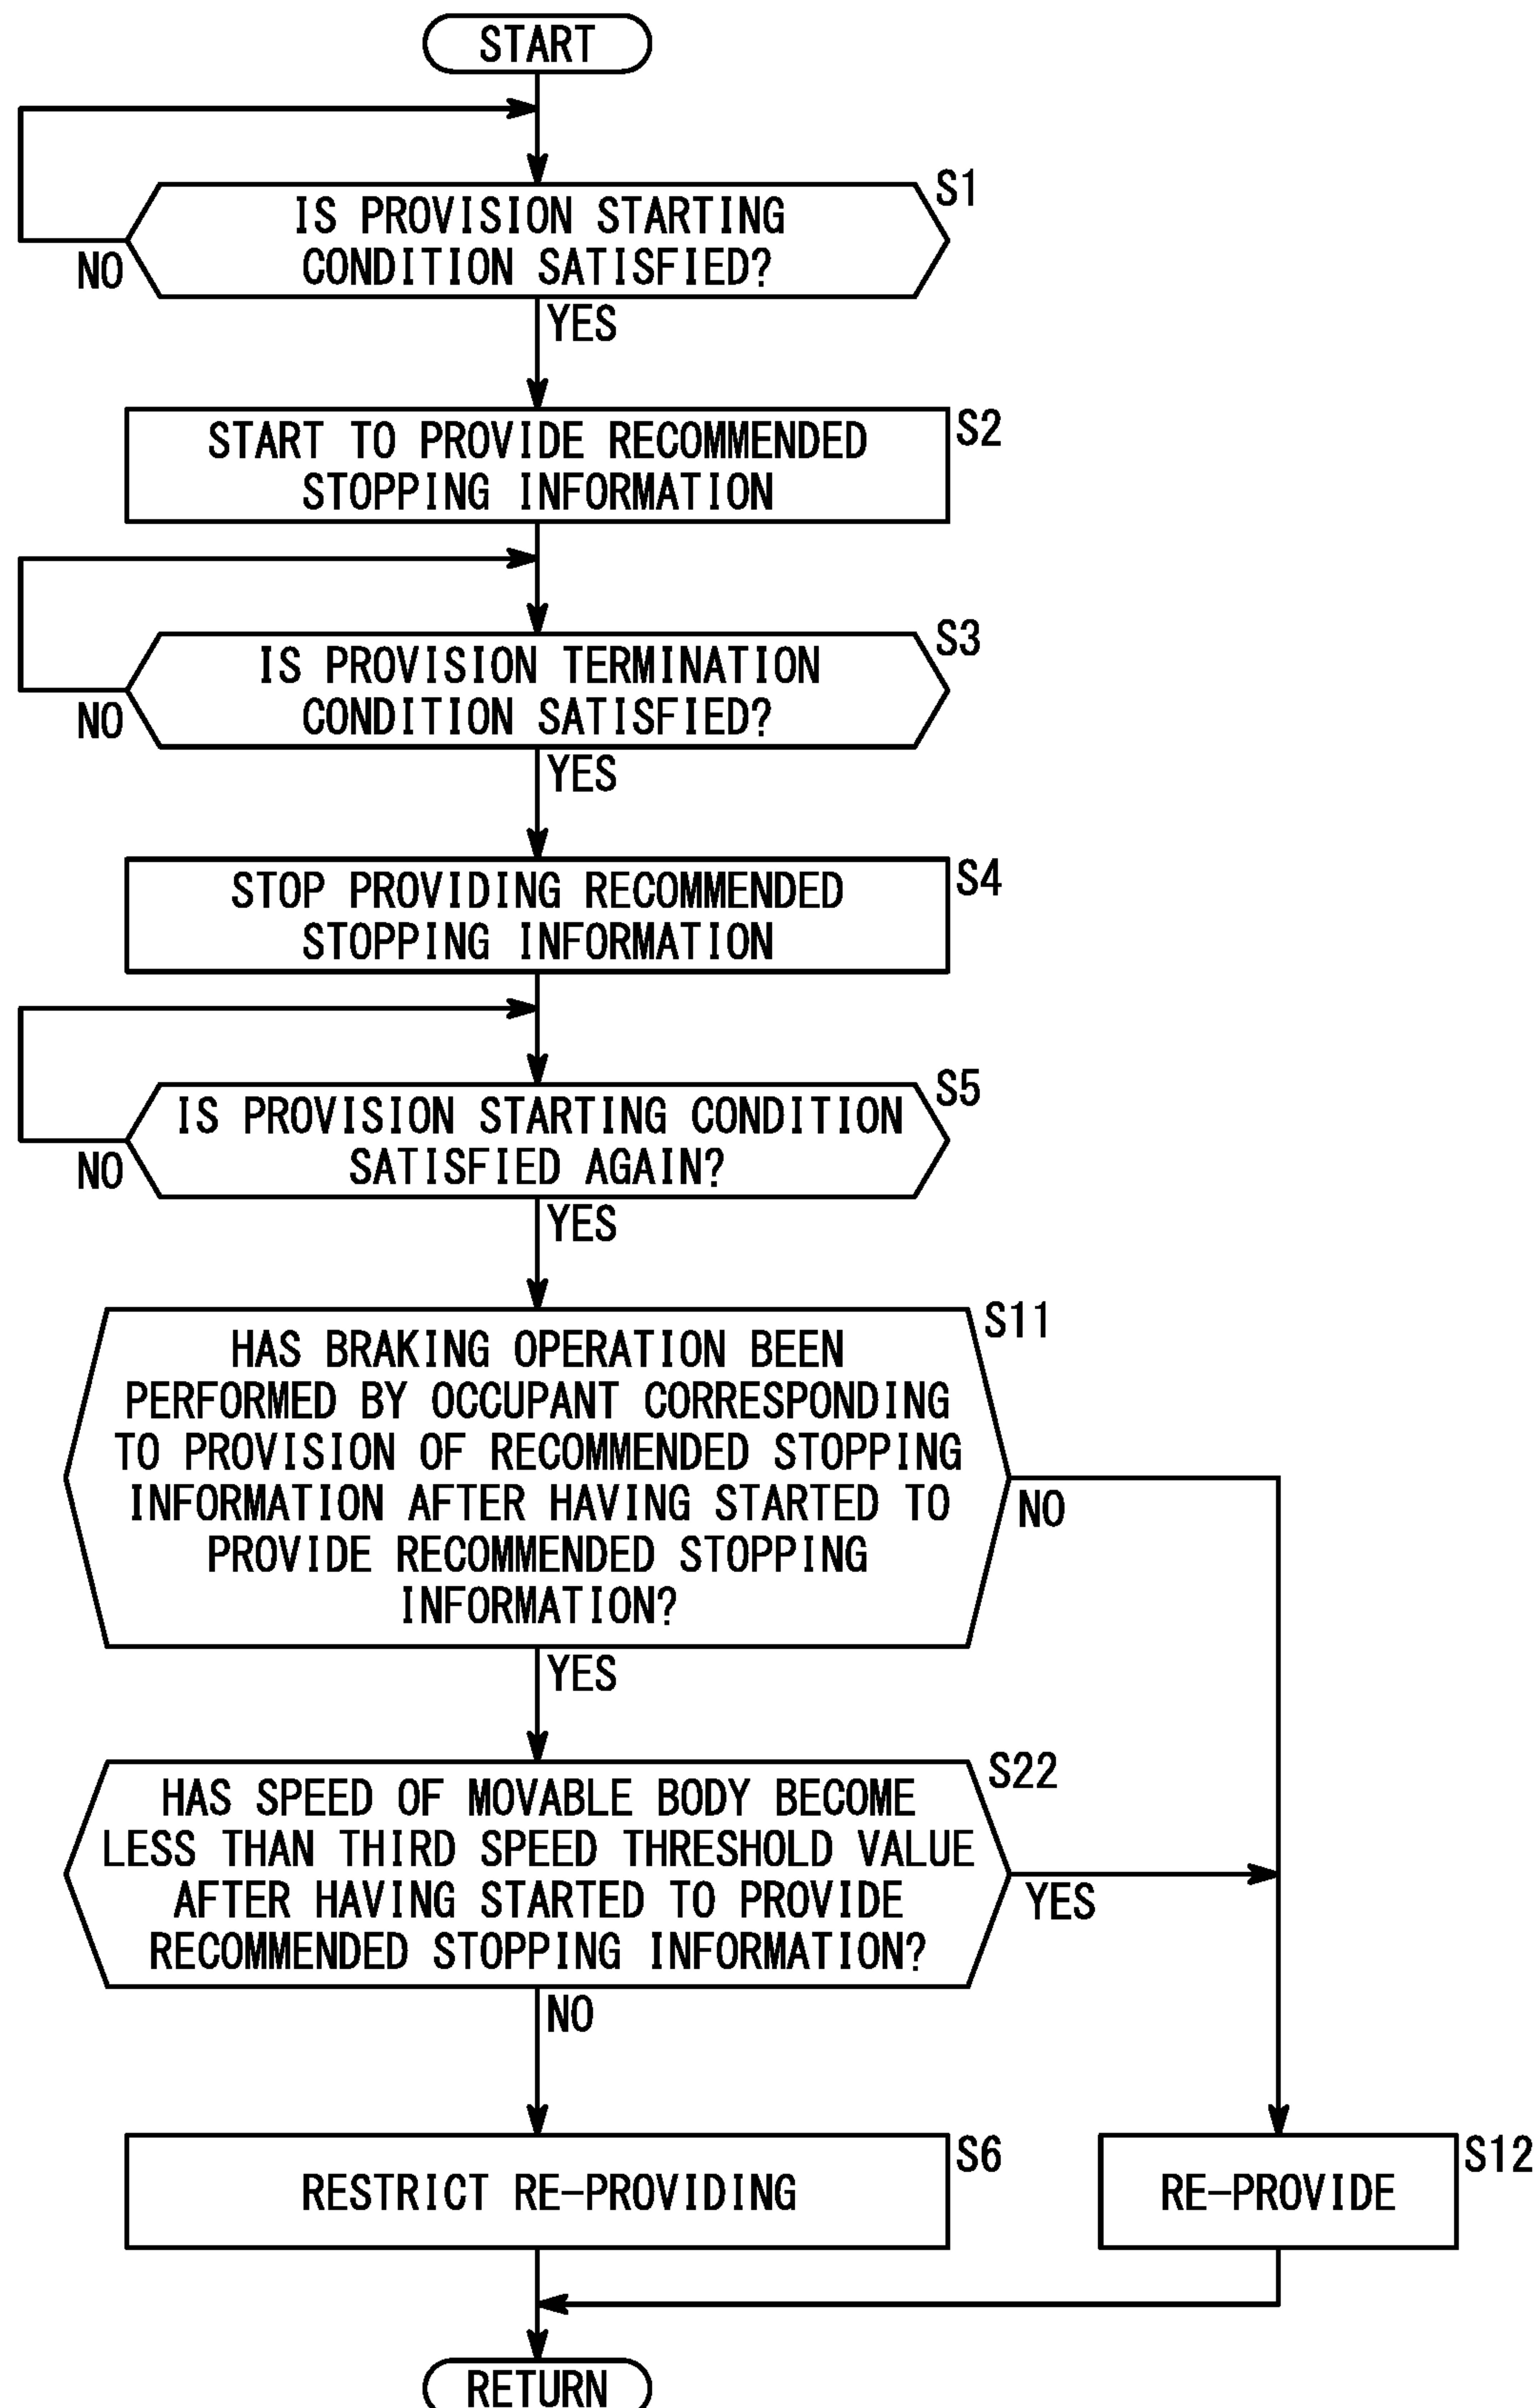 START
S1
IS PROVISION STARTING
CONDITION SATISFIED?
NO
YES
S2
START TO PROVIDE RECOMMENDED
STOPPING INFORMATION
S3
IS PROVISION TERMINATION
CONDITION SATISFIED?
NO
YES
S4
STOP PROVIDING RECOMMENDED
STOPPING INFORMATION
S5
IS PROVISION STARTING CONDITION
SATISFIED AGAIN?
NO
YES
S11
HAS BRAKING OPERATION BEEN
PERFORMED BY OCCUPANT CORRESPONDING
TO PROVISION OF RECOMMENDED STOPPING
INFORMATION AFTER HAVING STARTED TO
PROVIDE RECOMMENDED STOPPING
INFORMATION?
NO
YES
S22
HAS SPEED OF MOVABLE BODY BECOME
LESS THAN THIRD SPEED THRESHOLD VALUE
AFTER HAVING STARTED TO PROVIDE
RECOMMENDED STOPPING INFORMATION?
YES
NO
S6
RESTRICT RE-PROVIDING
S12
RE-PROVIDE
RETURN